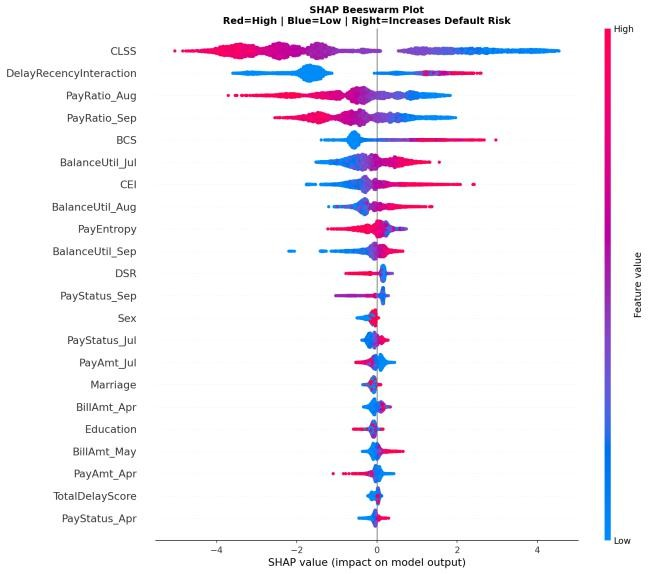 SHAP Beeswarm Plot
Red=High | Blue=Low | Right=Increases Default Risk
High
CLSS
DelayRecencyInteraction
PayRatio_Aug
PayRatio_Sep
BCS
BalanceUtil_Jul
CEI
BalanceUtil_Aug
PayEntropy
BalanceUtil_Sep
DSR
PayStatus_Sep
Sex
PayStatus_Jul
PayAmt_Jul
Marriage
BillAmt_Apr
Education
BillAmt_May
PayAmt_Apr
TotalDelayScore
PayStatus_Apr
Feature value
Low
−4 −2 0 2 4
SHAP value (impact on model output)